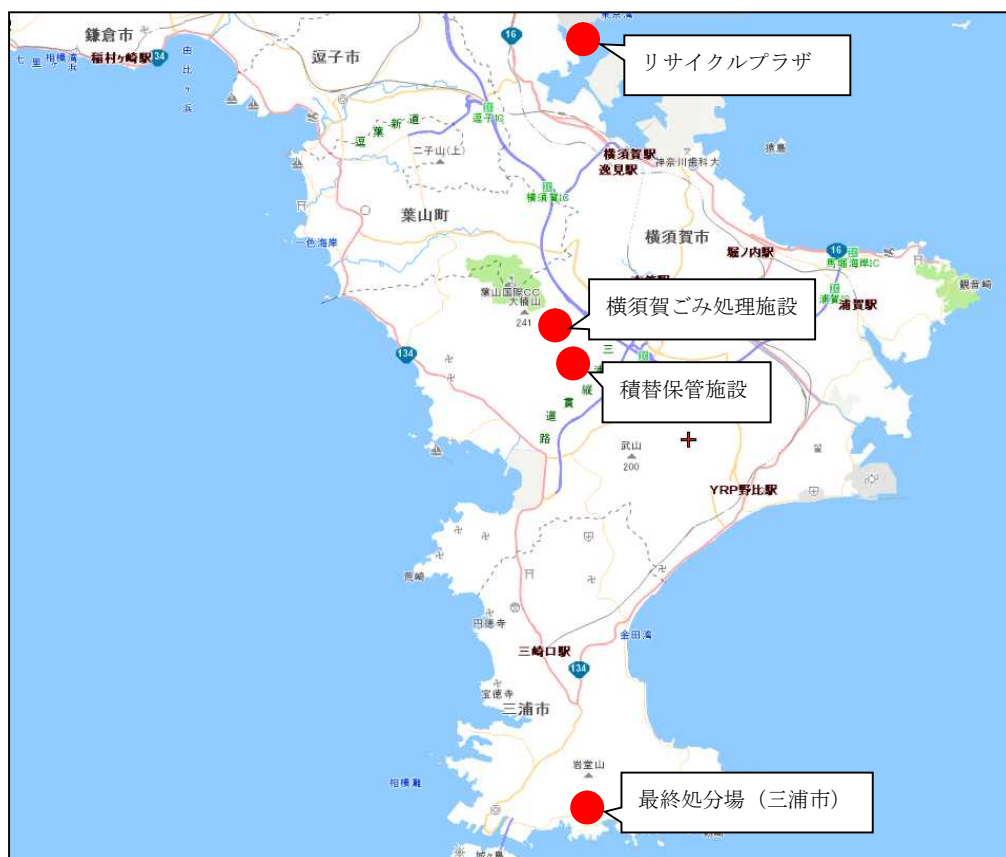 鎌倉市
稲村ヶ崎駅
34
七里ヶ浜
相模湾
由比ヶ浜
逗子市
16
リサイクルプラザ
逗葉新道
逗子IC
二子山(上)
横須賀駅
逸見駅
神奈川歯科大
猿島
横須賀IC
葉山町
横須賀市
一色海岸
堀ノ内駅
16
馬堀海岸IC
観音崎
浦賀駅
葉山国際CC
大楠山
241
横須賀ごみ処理施設
134
三浦縦貫道路
積替保管施設
武山
200
YRP野比駅
荒崎
円徳寺
金田湾
三崎口駅
134
宝徳寺
三浦市
岩堂山
相模灘
最終処分場（三浦市）
城ヶ島